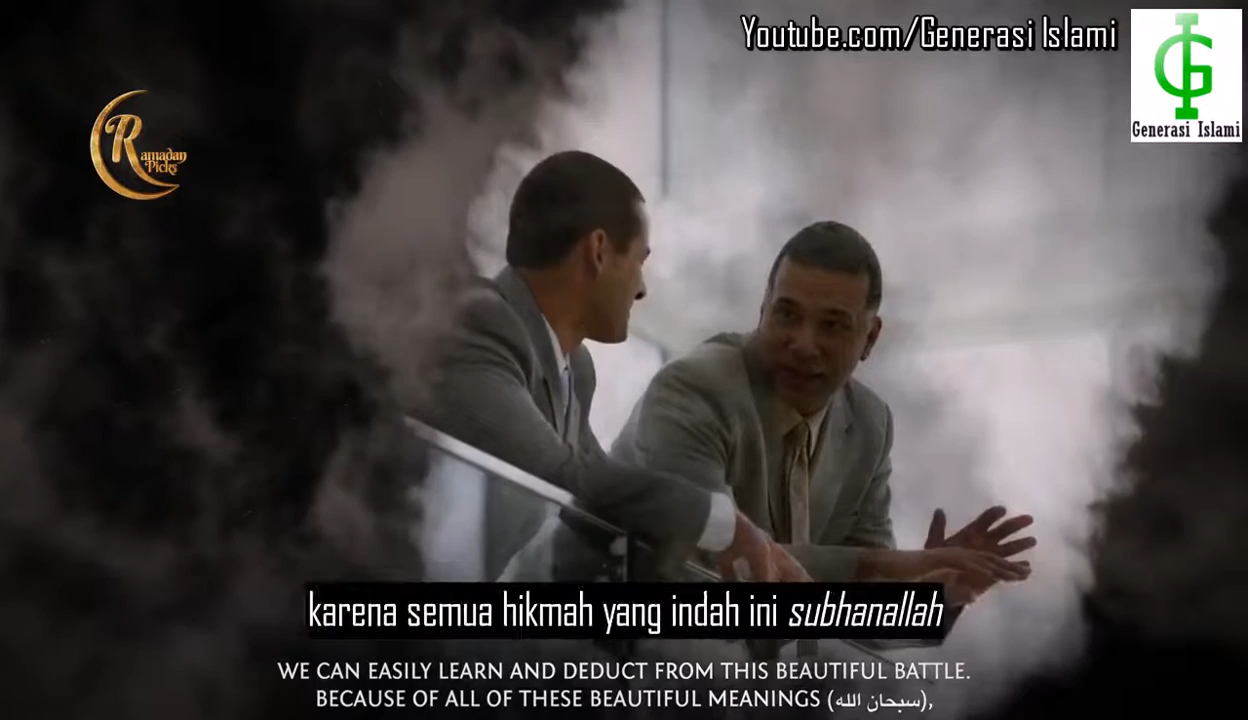 Youtube.com/Generasi Islami
IG
Generasi Islami
Ramadan
Picks
karena semua hikmah yang indah ini subhanallah
WE CAN EASILY LEARN AND DEDUCT FROM THIS BEAUTIFUL BATTLE.
BECAUSE OF ALL OF THESE BEAUTIFUL MEANINGS (سبحان الله),